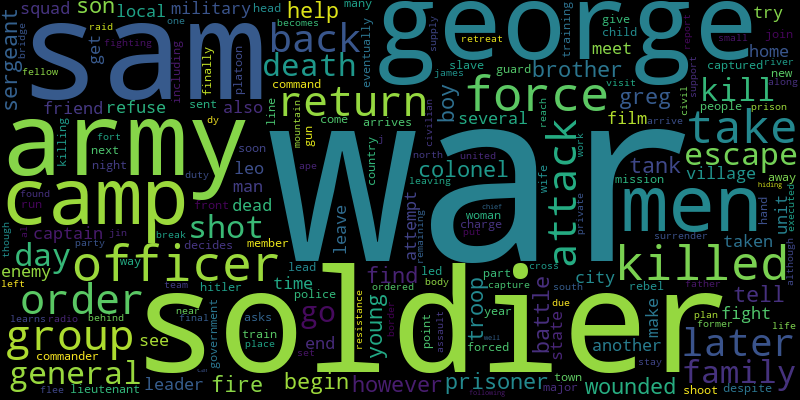 raid
squad
son
local
military
head
becomes
many
help
sam
george
try
bridge
sergeant
get
including
one
fighting
back
retreat
supply
training
give
child
join
report
meet
home
fellow
finally
platoon
death
eventually
james
slave
guard
brother
small
captured
new
river
along
friend
refuse
sent
also
command
return
force
greg
visit
support
civil
kill
people
prison
army
killing
line
mountain
gun
boy
several
reach
film
take
fort
dy
come
arrives
civilian
arrive
next
night
soon
war
country
colonel
attack
work
tank
escape
camp
duty
leo
man
ape
north
united
wife
village
away
hiding
found
front
dead
leaving
mission
men
hand
executed
though
run
shot
leave
attempt
remaining
woman
chief
private
unit
captain
jin
charge
put
surrender
taken
although
day
party
break
decides
member
officer
enemy
way
lead
find
led
part
cross
city
killed
rebel
father
left
team
hitler
time
police
ordered
body
capture
south
tell
order
near
go
resistance
young
troop
year
due
plan
life
learns
radio
behind
final
government
asks
train
point
assault
battle
state
make
former
fight
group
see
place
soldier
end
forced
another
later
commander
set
well
stay
general
leader
fire
begin
however
prisoner
town
wounded
family
flee
lieutenant
car
following
major
shoot
despite